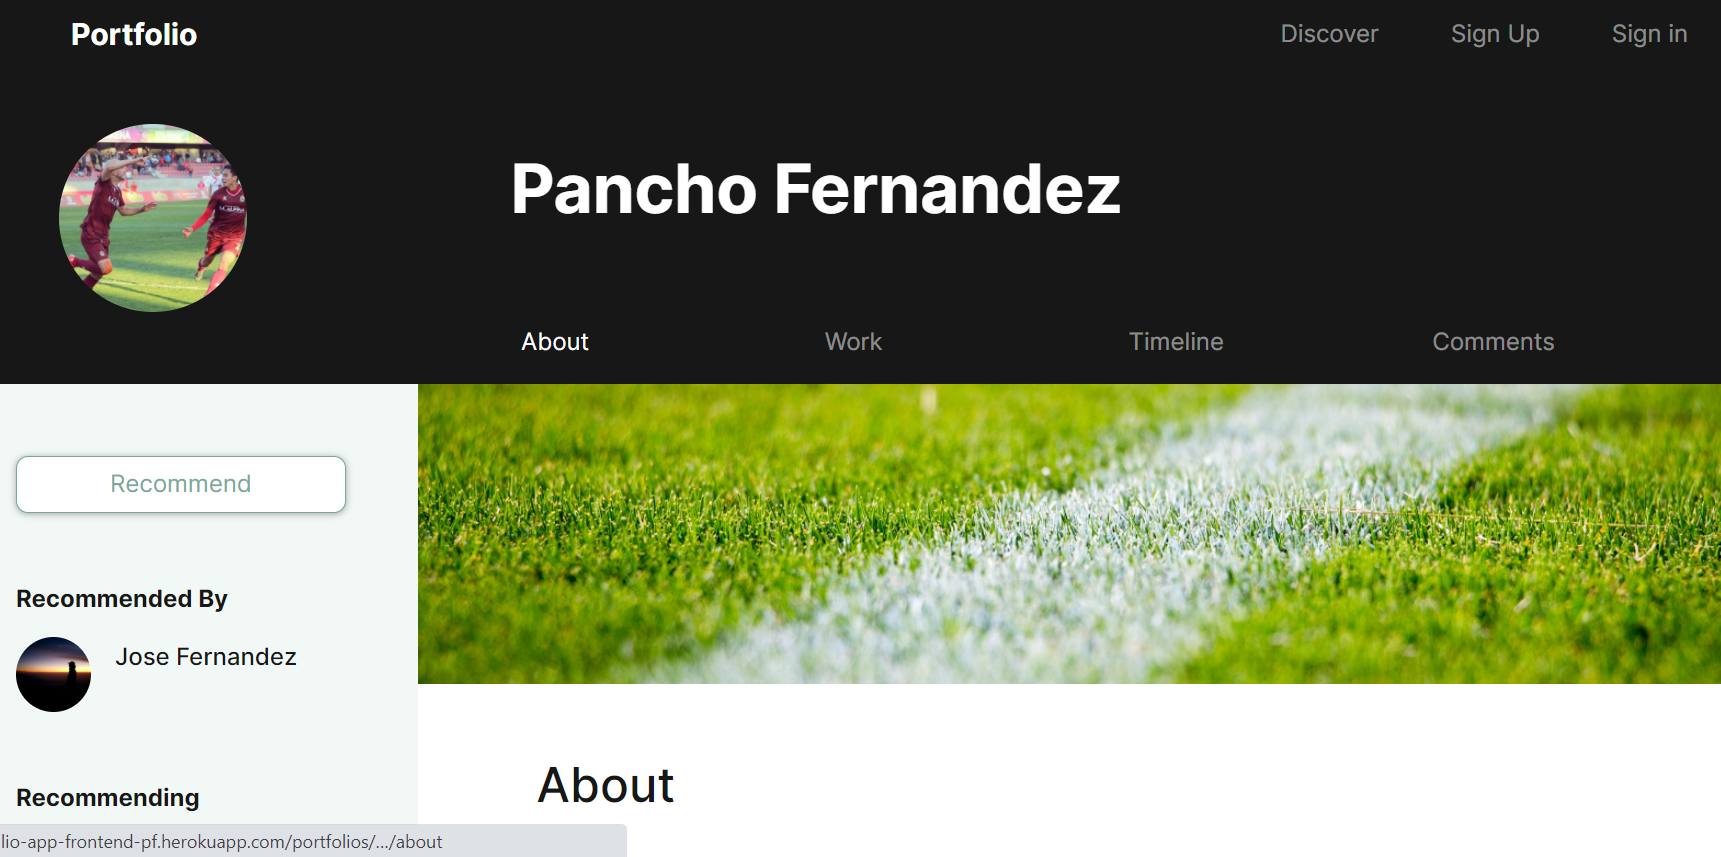 Portfolio
Discover
Sign Up
Sign in
Pancho Fernandez
About
Work
Timeline
Comments
Recommend
Recommended By
Jose Fernandez
Recommending
About
lio-app-frontend-pf.herokuapp.com/portfolios/.../about